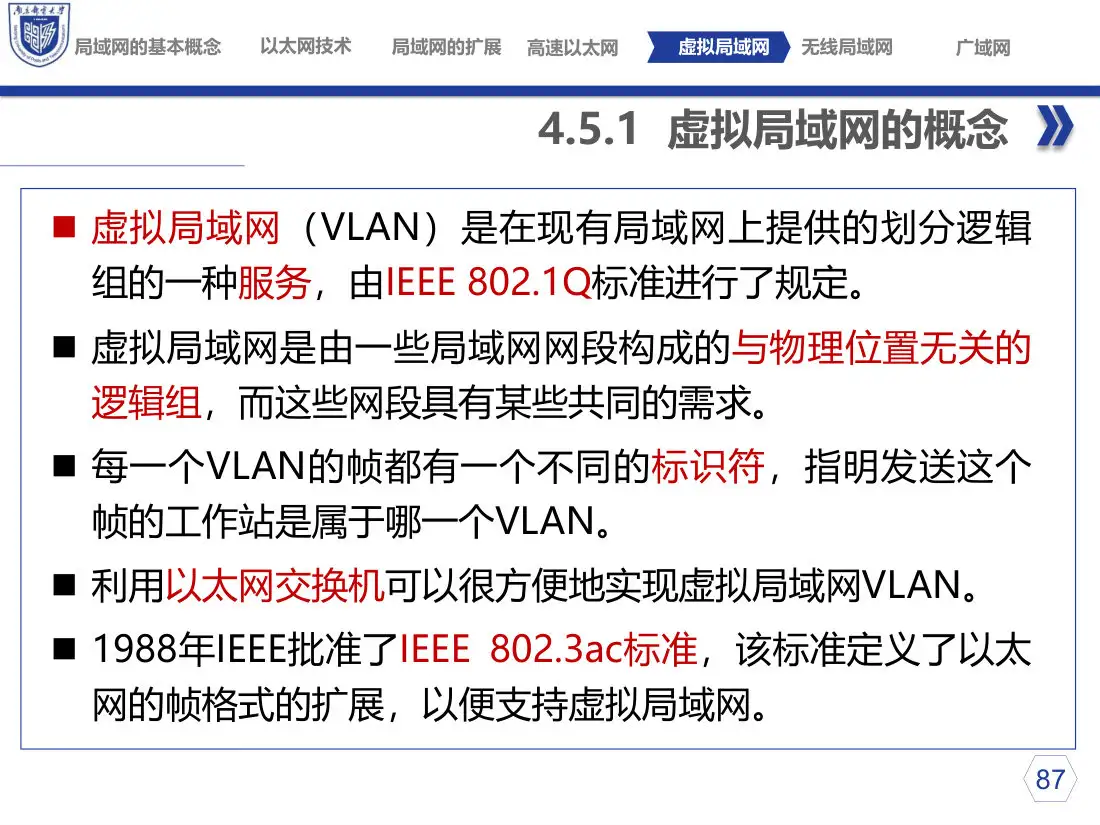 局域网的基本概念 以太网技术 局域网的扩展 高速以太网 虚拟局域网 无线局域网 广域网
4.5.1 虚拟局域网的概念
虚拟局域网（VLAN）是在现有局域网上提供的划分逻辑
组的一种服务，由IEEE 802.1Q标准进行了规定。
虚拟局域网是由一些局域网网段构成的与物理位置无关的
逻辑组，而这些网段具有某些共同的需求。
每一个VLAN的帧都有一个不同的标识符，指明发送这个
帧的工作站是属于哪一个VLAN。
利用以太网交换机可以很方便地实现虚拟局域网VLAN。
1988年IEEE批准了IEEE 802.3ac标准，该标准定义了以太
网的帧格式的扩展，以便支持虚拟局域网。
87